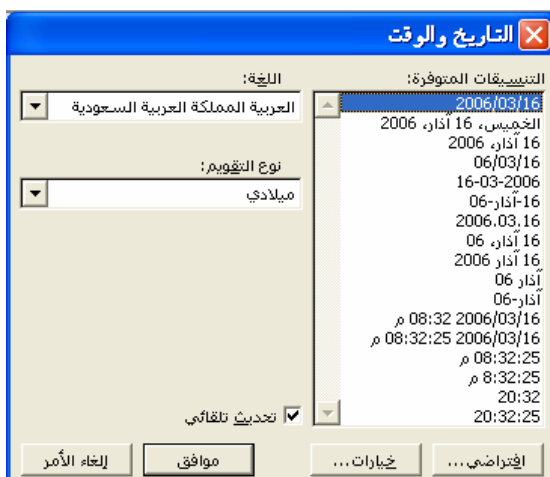 التاريخ والوقت
التنسيقات المتوفرة:
2006/03/16
الخميس، 16 آذار، 2006
16 آذار، 2006
06/03/16
16-03-2006
16-آذار-06
2006.03.16
16 آذار، 06
16 آذار 2006
آذار 06
آذار-06
2006/03/16 08:32 م
2006/03/16 08:32:25 م
08:32:25 م
8:32:25 م
20:32
20:32:25
اللغة:
العربية المملكة العربية السعودية
نوع التقويم:
ميلادي
تحديث تلقائي
افتراضي...
خيارات...
موافق
إلغاء الأمر